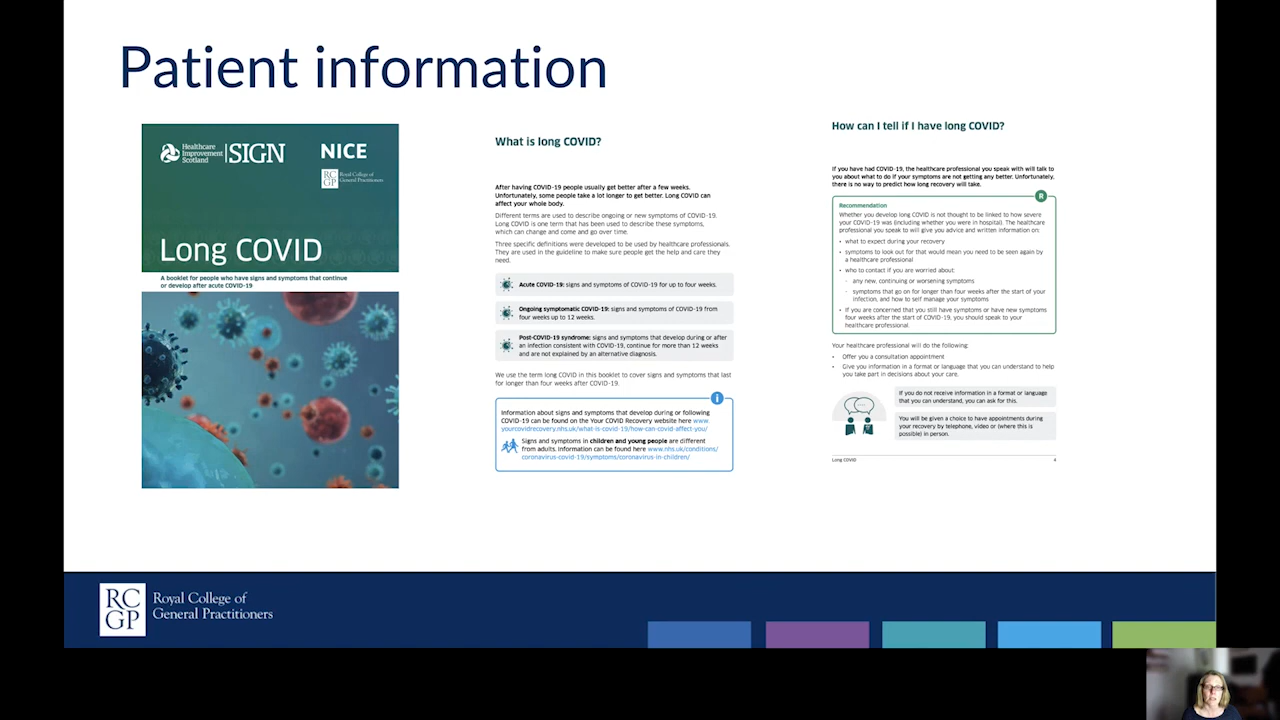 Patient information
Healthcare
Improvement
Scotland
SIGN
NICE
RC
GP
Royal College of
General Practitioners
Long COVID
A booklet for people who have signs and symptoms that continue
or develop after acute COVID-19
What is long COVID?
After having COVID-19 people usually get better after a few weeks.
Unfortunately, some people take a lot longer to get better. Long COVID can
affect your whole body.
Different terms are used to describe ongoing or new symptoms of COVID-19.
Long COVID is one term that has been used to describe these symptoms,
which can change and come and go over time.
Three specific definitions were developed to be used by healthcare professionals.
They are used in the guideline to make sure people get the help and care they
need.
Acute COVID-19: signs and symptoms of COVID-19 for up to four weeks.
Ongoing symptomatic COVID-19: signs and symptoms of COVID-19 from
four weeks up to 12 weeks.
Post-COVID-19 syndrome: signs and symptoms that develop during or after
an infection consistent with COVID-19, continue for more than 12 weeks
and are not explained by an alternative diagnosis.
We use the term long COVID in this booklet to cover signs and symptoms that last
for longer than four weeks after COVID-19.
i
Information about signs and symptoms that develop during or following
COVID-19 can be found on the Your COVID Recovery website here www.
yourcovidrecovery.nhs.uk/what-is-covid-19/how-can-covid-affect-you/
Signs and symptoms in children and young people are different
from adults. Information can be found here www.nhs.uk/conditions/
coronavirus-covid-19/symptoms/coronavirus-in-children/
How can I tell if I have long COVID?
If you have had COVID-19, the healthcare professional you speak with will talk to
you about what to do if your symptoms are not getting any better. Unfortunately,
there is no way to predict how long recovery will take.
R
Recommendation
Whether you develop long COVID is not thought to be linked to how severe
your COVID-19 was (including whether you were in hospital). The healthcare
professional you speak to will give you advice and written information on:
• what to expect during your recovery
• symptoms to look out for that would mean you need to be seen again by
a healthcare professional
• who to contact if you are worried about:
- any new, continuing or worsening symptoms
- symptoms that go on for longer than four weeks after the start of your
infection, and how to self manage your symptoms
• If you are concerned that you still have symptoms or have new symptoms
four weeks after the start of COVID-19, you should speak to your
healthcare professional.
Your healthcare professional will do the following:
• Offer you a consultation appointment
• Give you information in a format or language that you can understand to help
you take part in decisions about your care.
If you do not receive information in a format or language
that you can understand, you can ask for this.
You will be given a choice to have appointments during
your recovery by telephone, video or (where this is
possible) in person.
Long COVID
4
RC
GP
Royal College of
General Practitioners